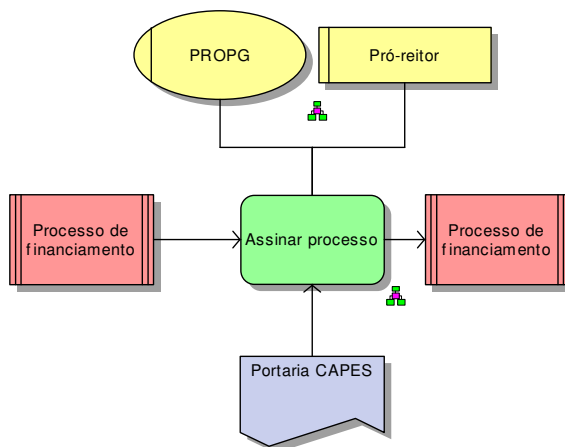 PROPG
Pró-reitor
Processo de
financiamento
Assinar processo
Processo de
financiamento
Portaria CAPES